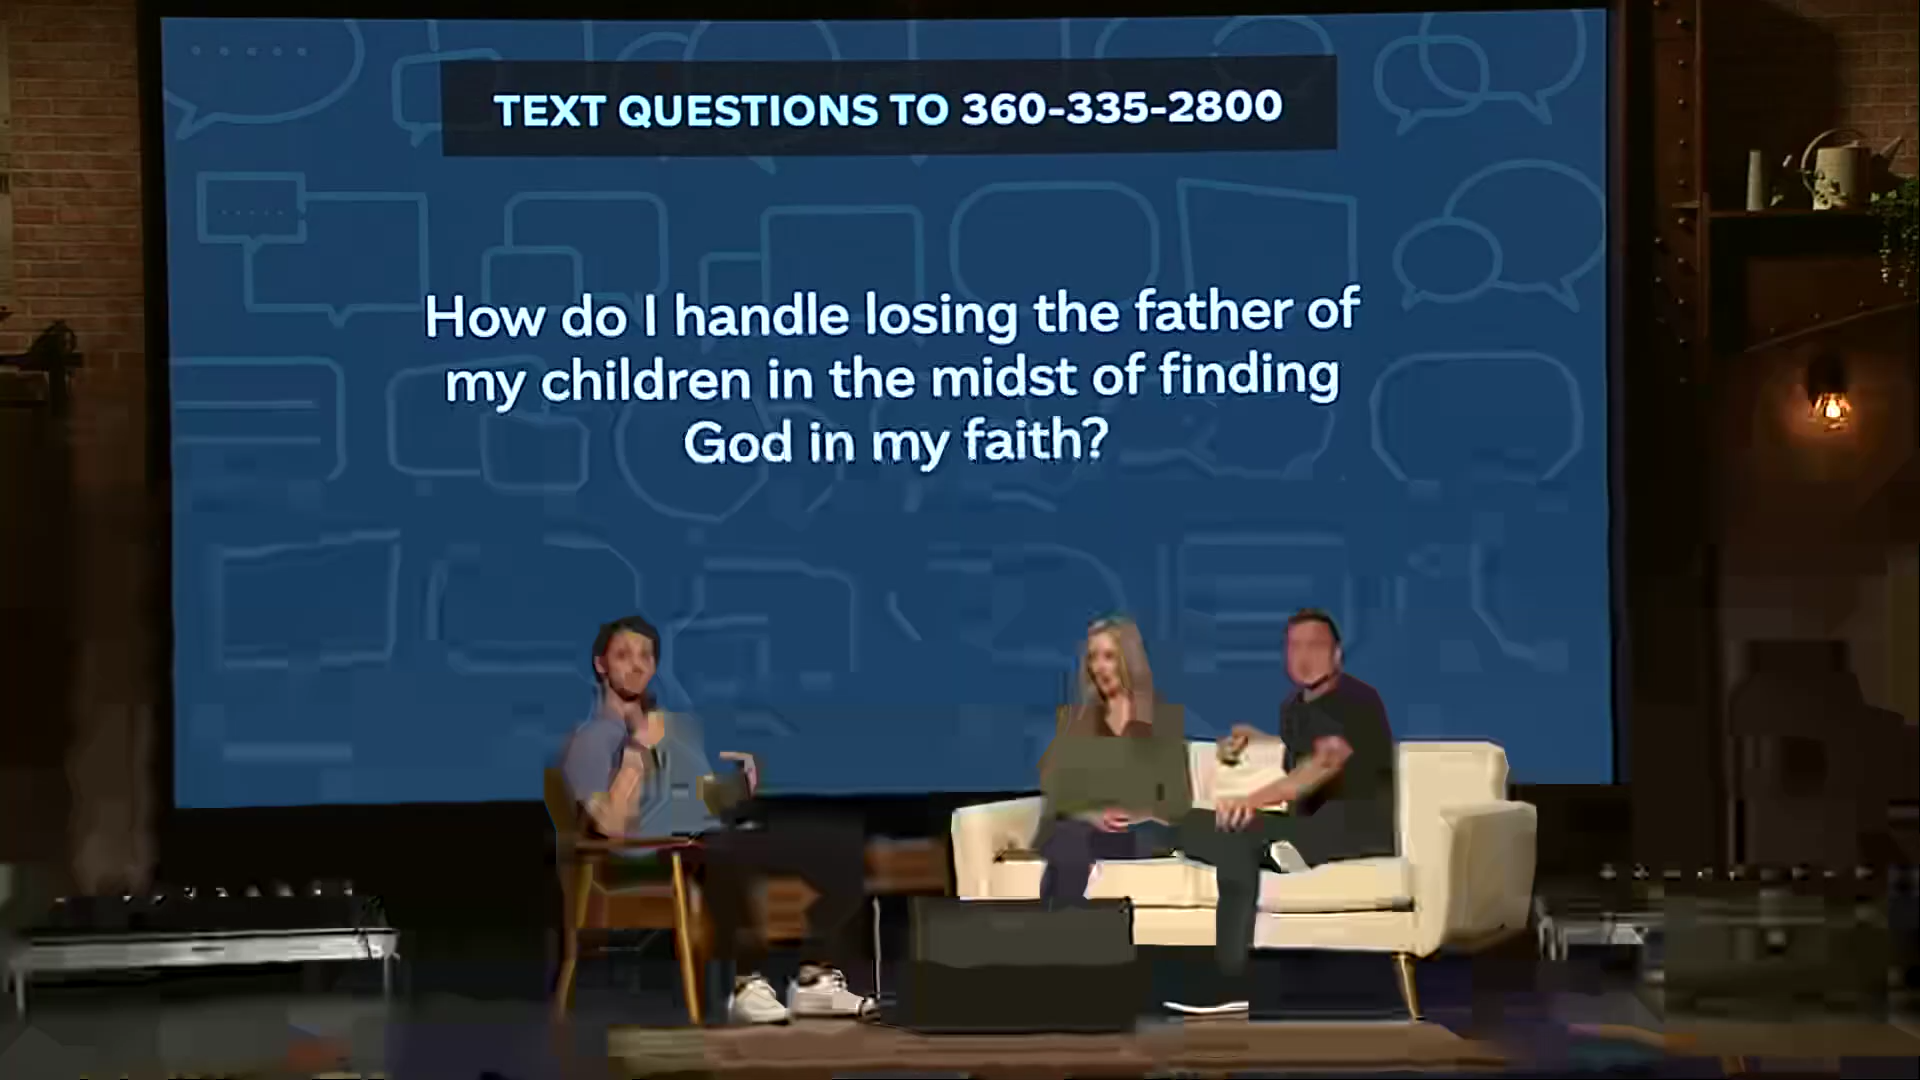 TEXT QUESTIONS TO 360-335-2800
How do I handle losing the father of
my children in the midst of finding
God in my faith?